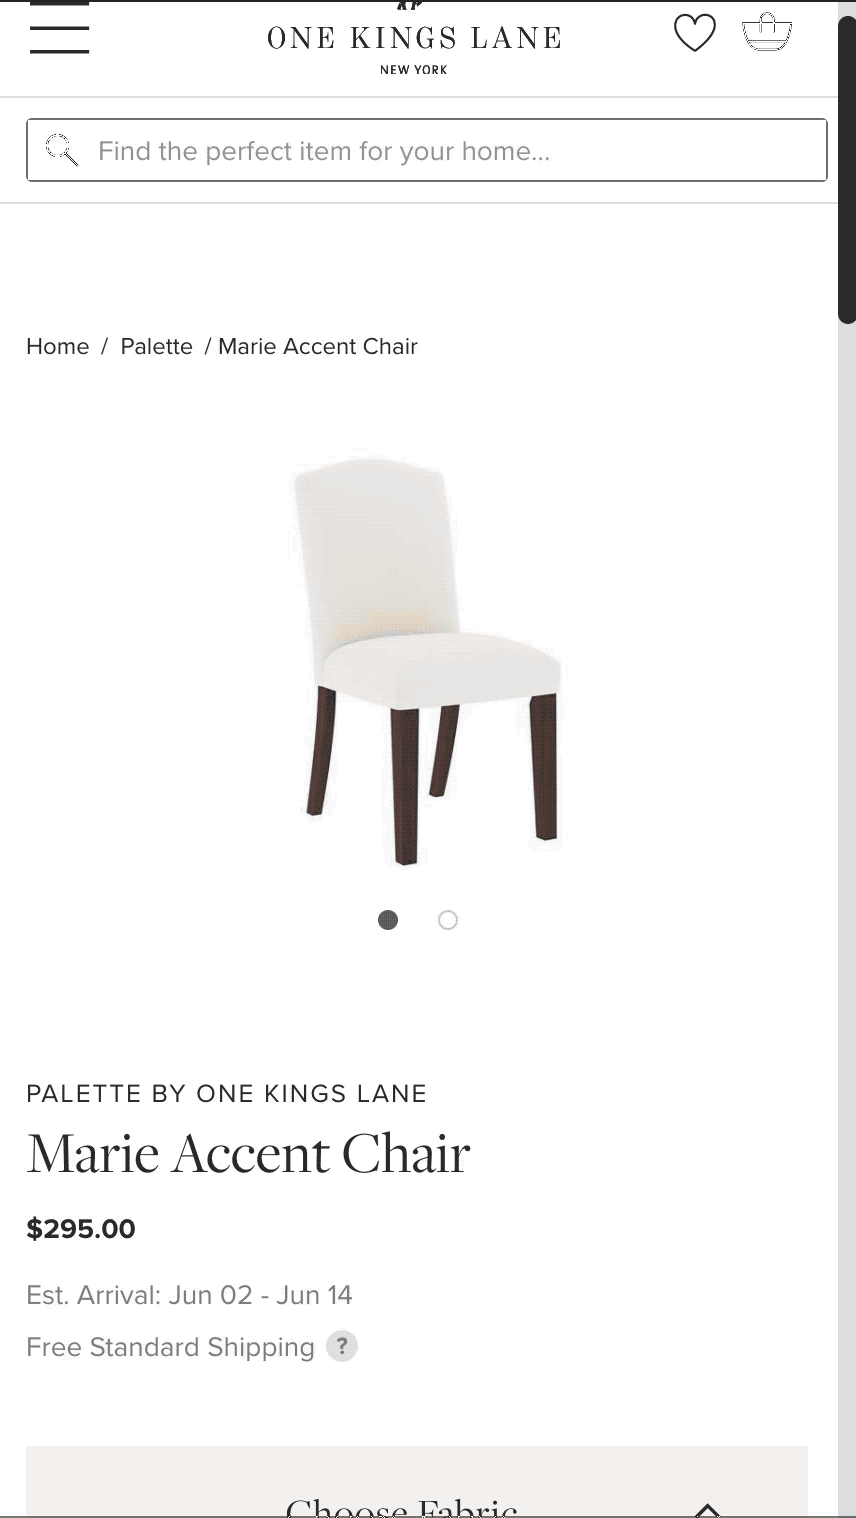 ONE KINGS LANE
NEW YORK
Find the perfect item for your home...
Home / Palette / Marie Accent Chair
PALETTE BY ONE KINGS LANE
Marie Accent Chair
$295.00
Est. Arrival: Jun 02 - Jun 14
Free Standard Shipping ?
Choose Fabric